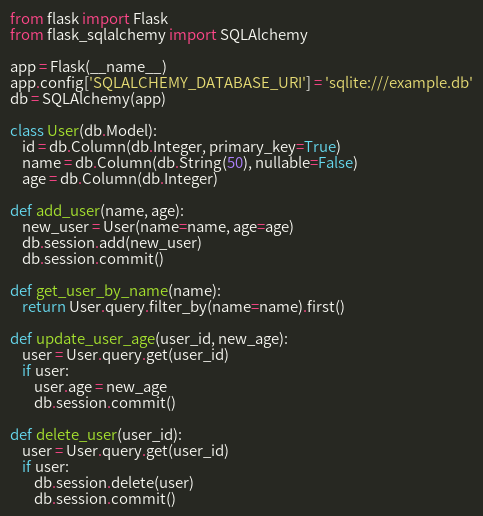 from flask import Flask
from flask_sqlalchemy import SQLAlchemy

app = Flask(__name__)
app.config['SQLALCHEMY_DATABASE_URI'] = 'sqlite:///example.db'
db = SQLAlchemy(app)

class User(db.Model):
    id = db.Column(db.Integer, primary_key=True)
    name = db.Column(db.String(50), nullable=False)
    age = db.Column(db.Integer)

def add_user(name, age):
    new_user = User(name=name, age=age)
    db.session.add(new_user)
    db.session.commit()

def get_user_by_name(name):
    return User.query.filter_by(name=name).first()

def update_user_age(user_id, new_age):
    user = User.query.get(user_id)
    if user:
        user.age = new_age
        db.session.commit()

def delete_user(user_id):
    user = User.query.get(user_id)
    if user:
        db.session.delete(user)
        db.session.commit()